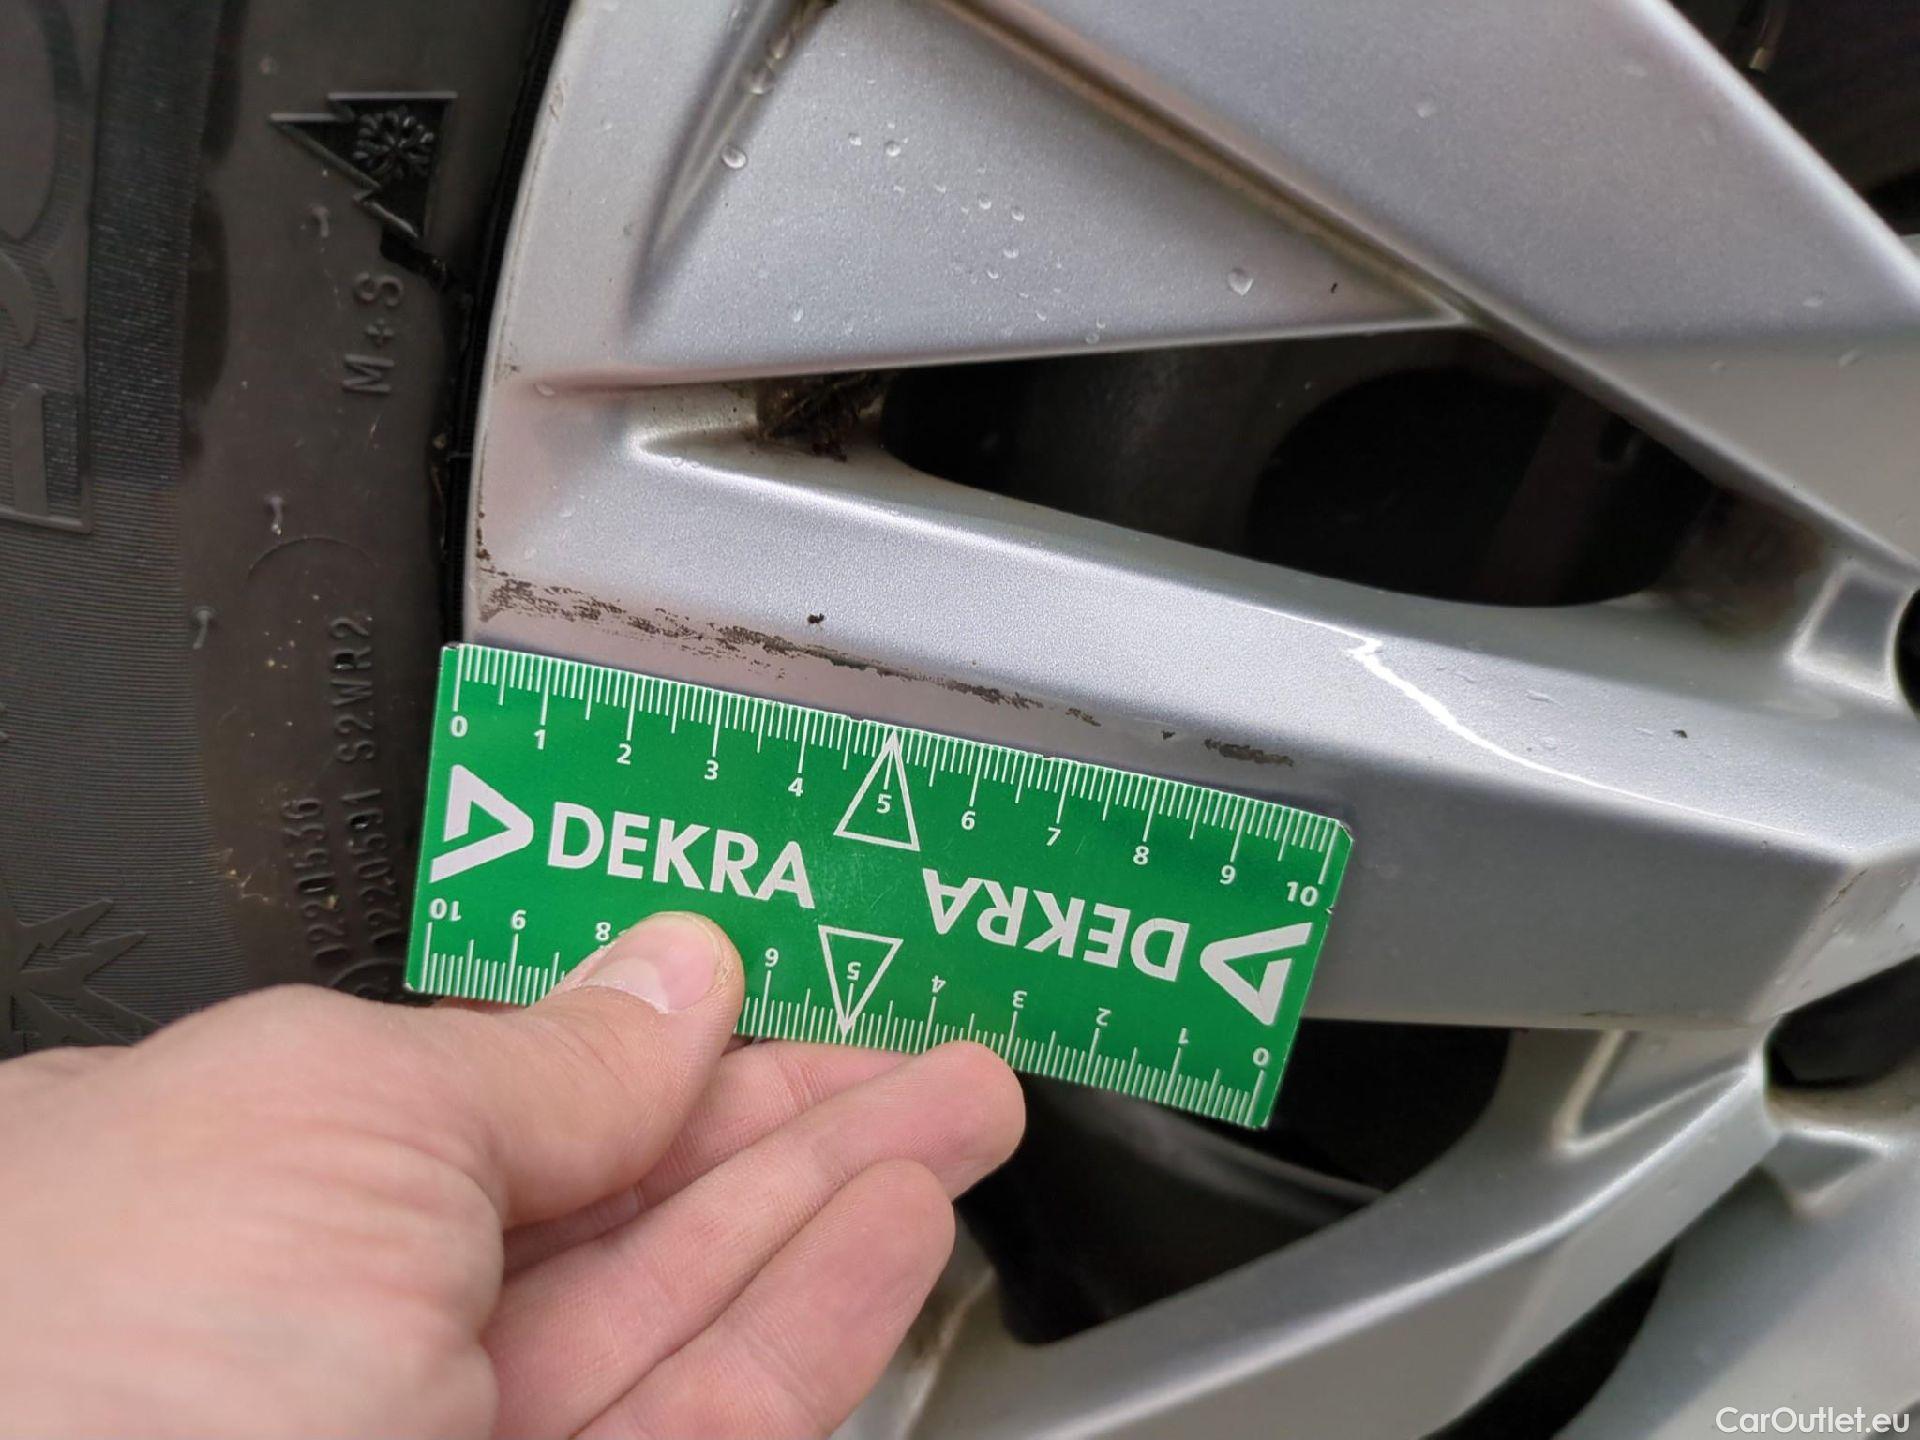 M+S
1220536
1220591 S2WR2
0 1 2 3 4 5 6 7 8 9 10
DEKRA
DEKRA
10 9 8 6 5 4 3 2 1 0
CarOutlet.eu